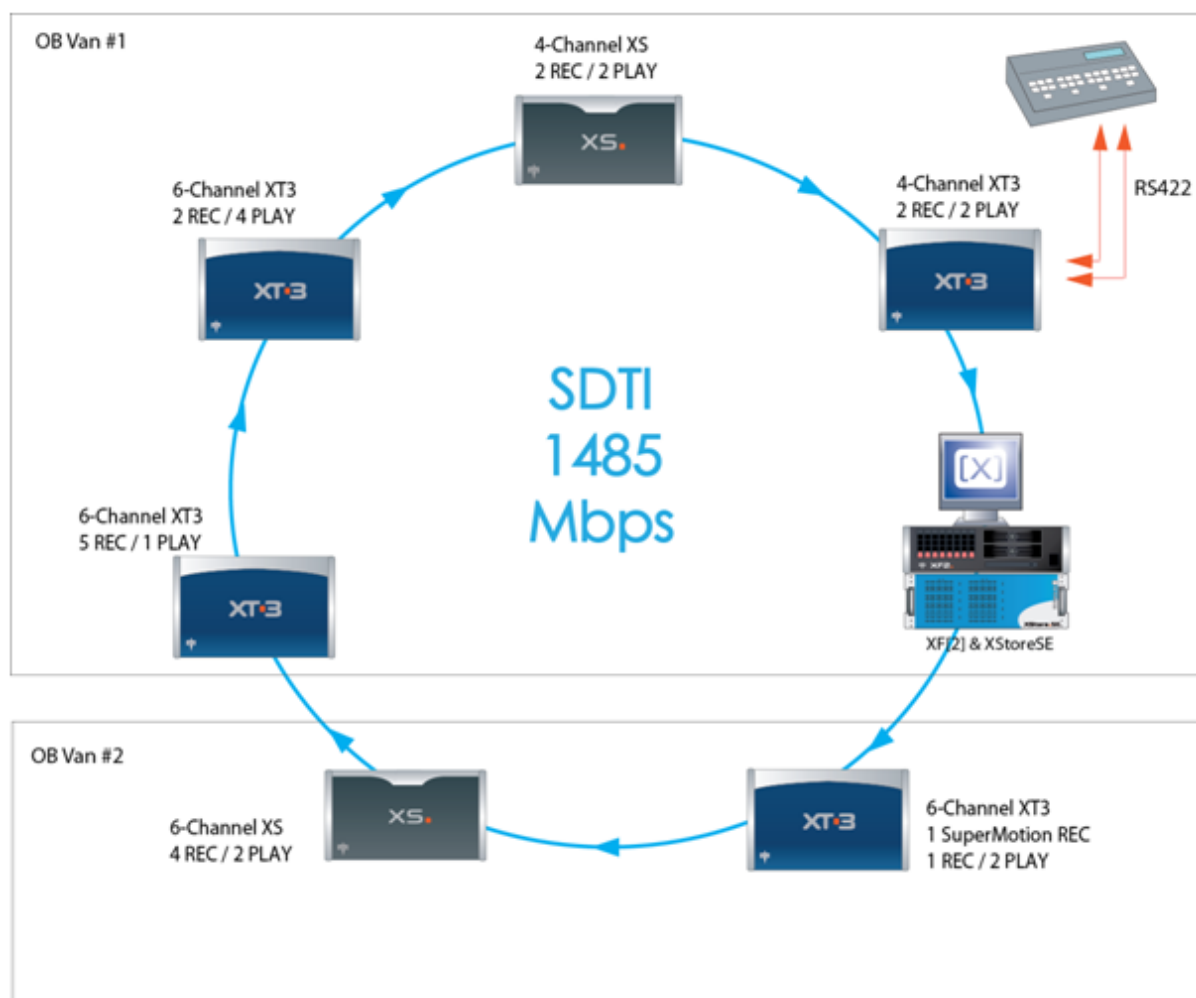 OB Van #1
4-Channel XS
2 REC / 2 PLAY
XS.
6-Channel XT3
2 REC / 4 PLAY
XT3
4-Channel XT3
2 REC / 2 PLAY
RS422
XT3
SDTI
1485
Mbps
[X]
XF2.
XStore SE
XF[2] & XStoreSE
6-Channel XT3
5 REC / 1 PLAY
XT3
OB Van #2
6-Channel XS
4 REC / 2 PLAY
XS.
XT3
6-Channel XT3
1 SuperMotion REC
1 REC / 2 PLAY